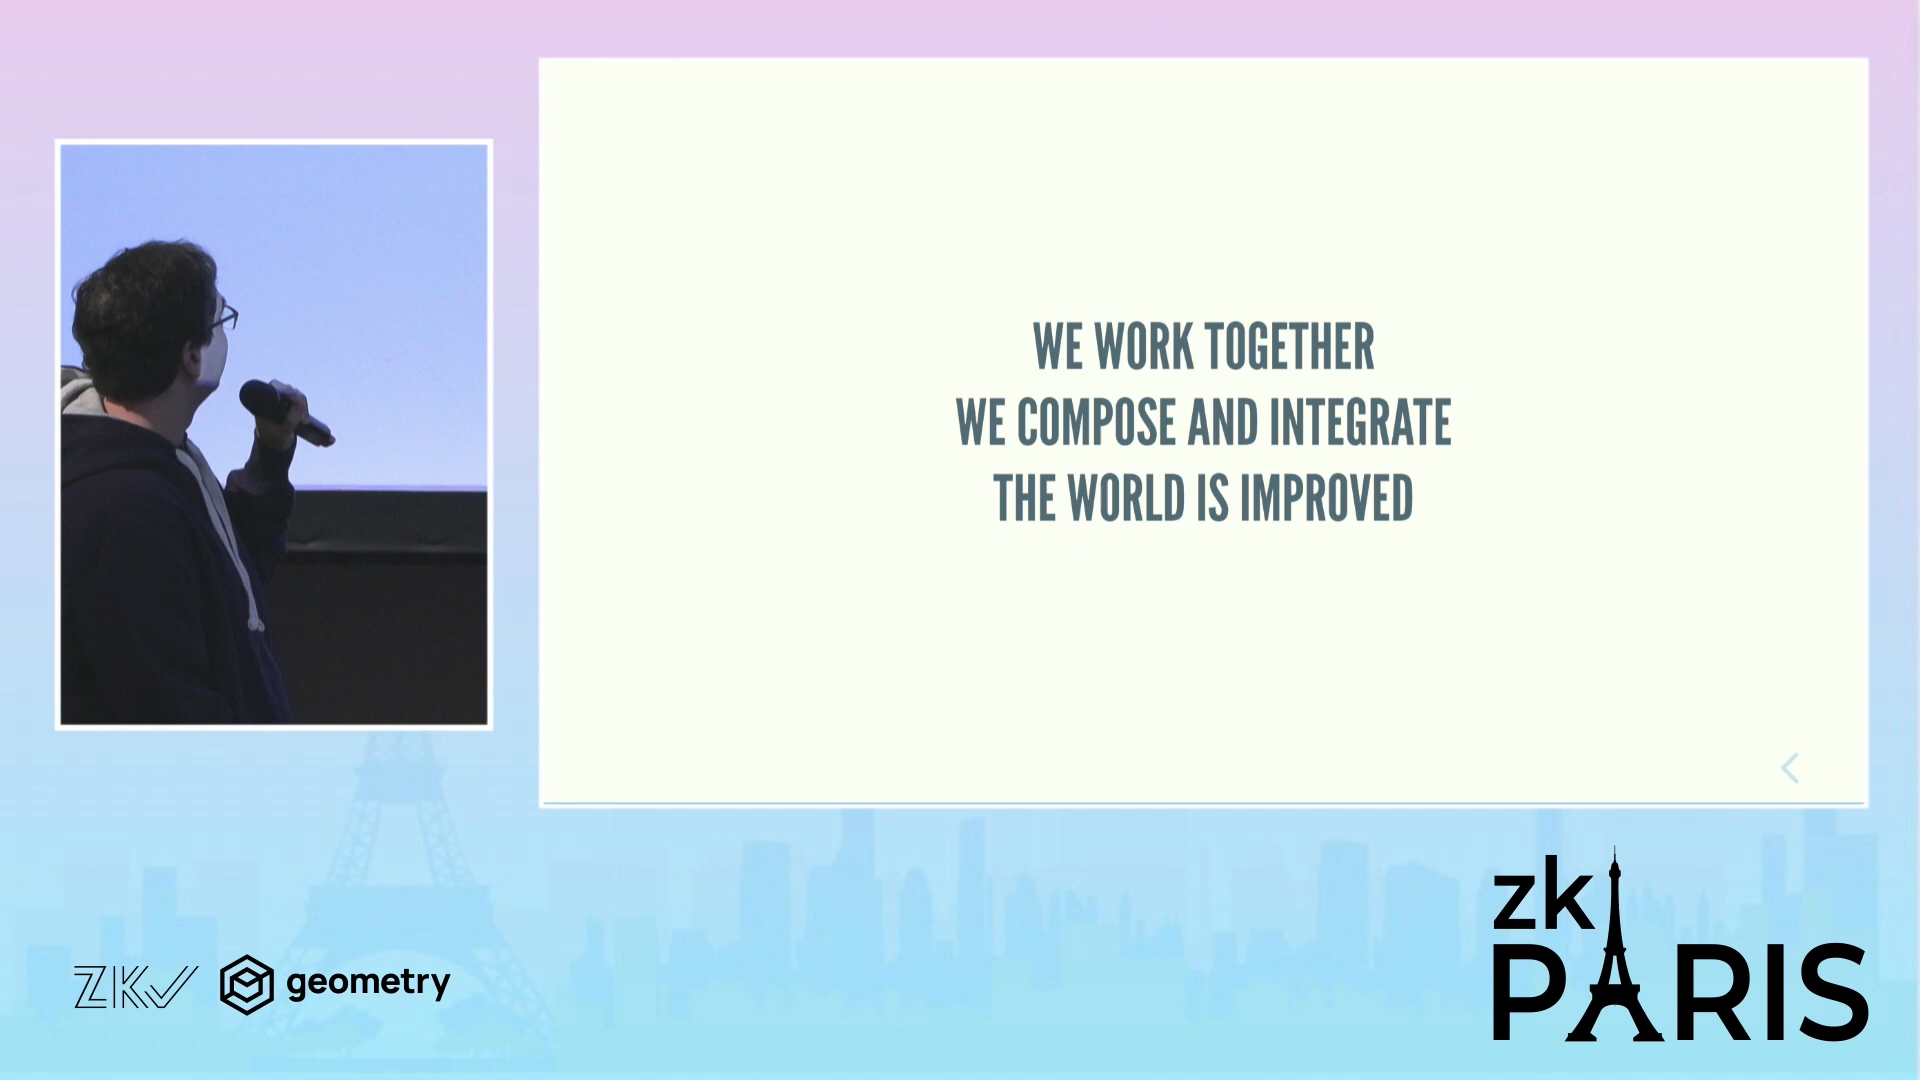 WE WORK TOGETHER
WE COMPOSE AND INTEGRATE
THE WORLD IS IMPROVED
ZKV
geometry
zk
PARIS